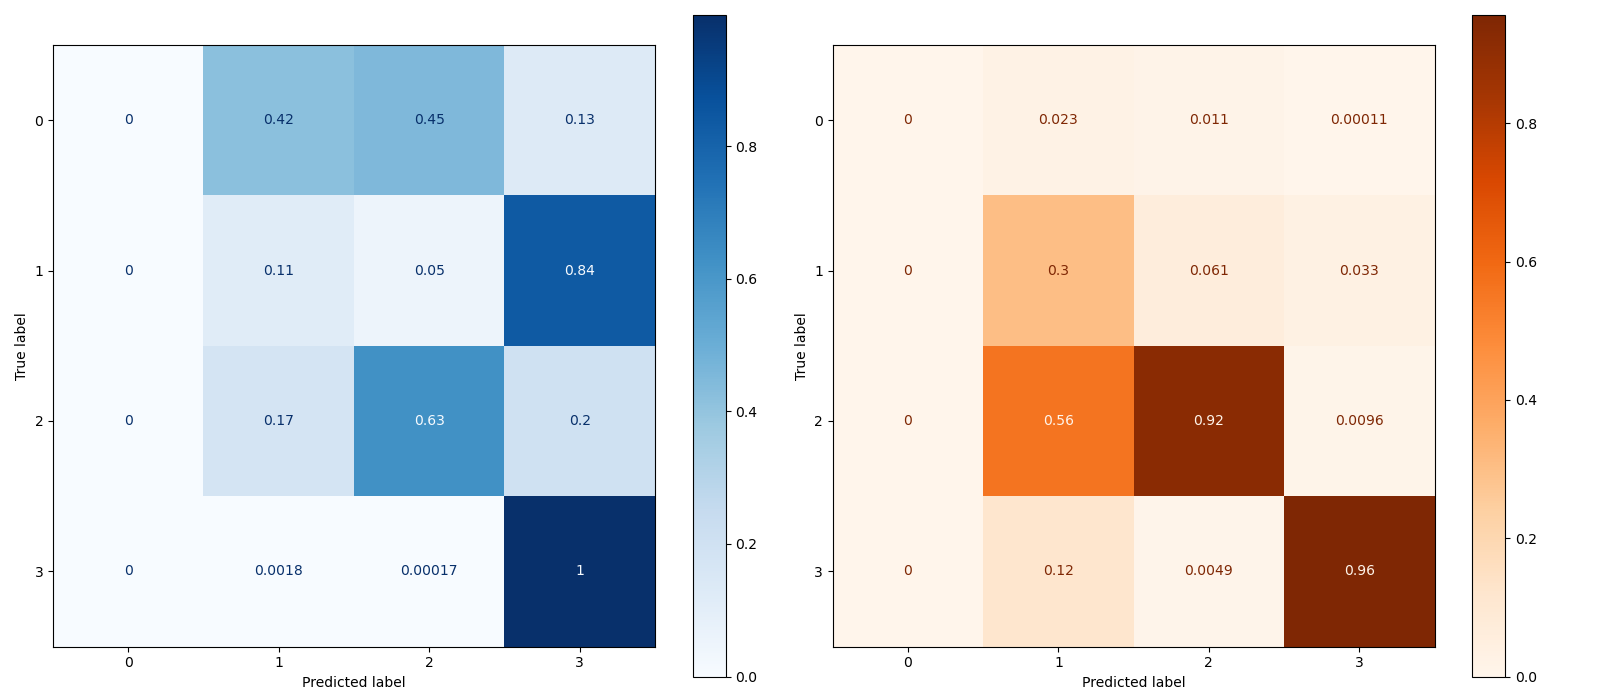 0 0 0.42 0.45 0.13
1 0 0.11 0.05 0.84
2 0 0.17 0.63 0.2
3 0 0.0018 0.00017 1
0 1 2 3
Predicted label
True label
0.8
0.6
0.4
0.2
0.0
0 0 0.023 0.011 0.00011
1 0 0.3 0.061 0.033
2 0 0.56 0.92 0.0096
3 0 0.12 0.0049 0.96
0 1 2 3
Predicted label
True label
0.8
0.6
0.4
0.2
0.0